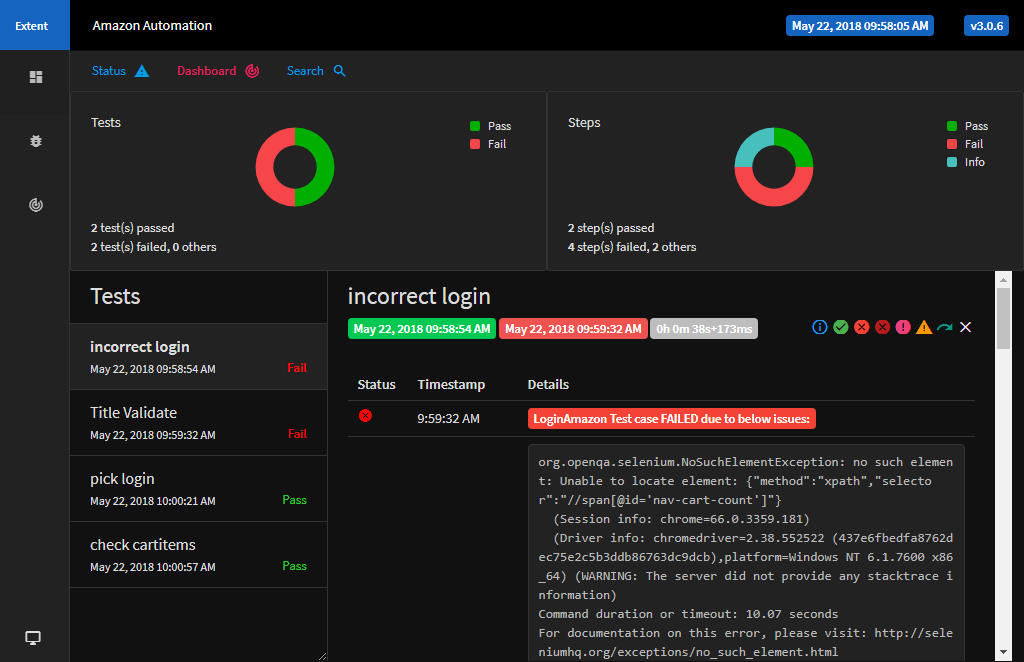 Extent
Amazon Automation
May 22, 2018 09:58:05 AM
v3.0.6
Status
Dashboard
Search
Tests
Pass
Fail
2 test(s) passed
2 test(s) failed, 0 others
Steps
Pass
Fail
Info
2 step(s) passed
4 step(s) failed, 2 others
Tests
incorrect login
May 22, 2018 09:58:54 AM
Fail
Title Validate
May 22, 2018 09:59:32 AM
Fail
pick login
May 22, 2018 10:00:21 AM
Pass
check cartitems
May 22, 2018 10:00:57 AM
Pass
incorrect login
May 22, 2018 09:58:54 AM
May 22, 2018 09:59:32 AM
0h 0m 38s+173ms
Status Timestamp Details
9:59:32 AM
LoginAmazon Test case FAILED due to below issues:
org.openqa.selenium.NoSuchElementException: no such elemen
t: Unable to locate element: {"method":"xpath","selecto
r":"//span[@id='nav-cart-count']"}
(Session info: chrome=66.0.3359.181)
(Driver info: chromedriver=2.38.552522 (437e6fbedfa8762d
ec75e2c5b3ddb86763dc9dcb),platform=Windows NT 6.1.7600 x86
_64) (WARNING: The server did not provide any stacktrace i
nformation)
Command duration or timeout: 10.07 seconds
For documentation on this error, please visit: http://sele
niumhq.org/exceptions/no_such_element.html